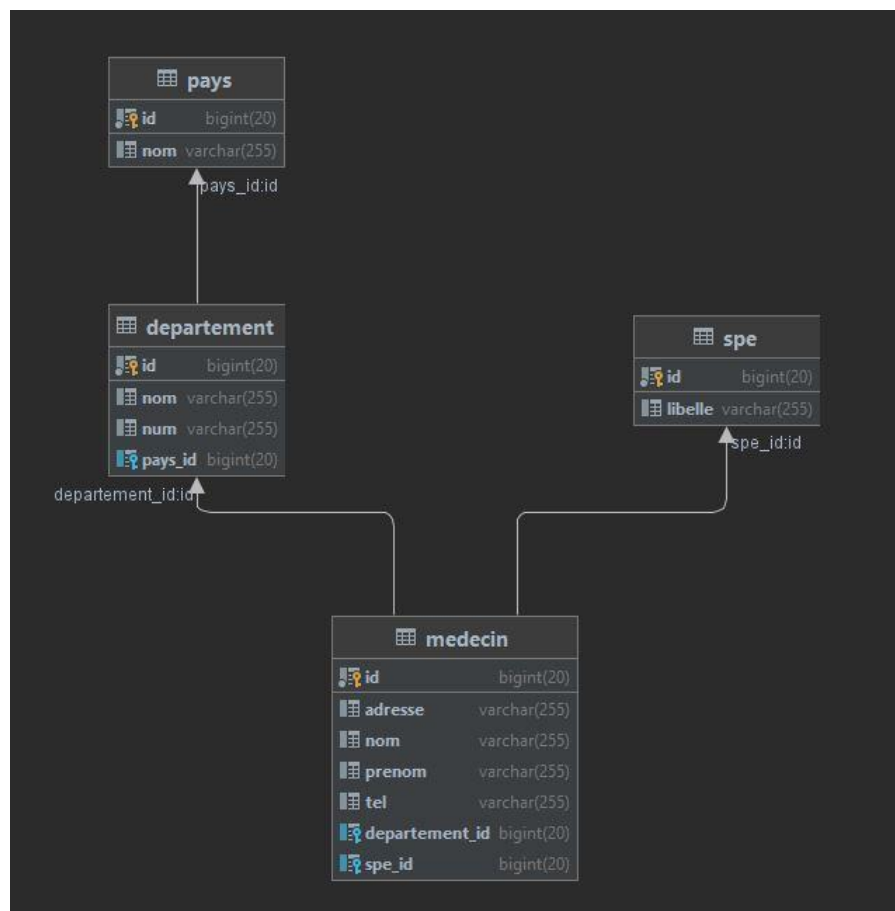 pays
id bigint(20)
nom varchar(255)
pays_id:id
departement
id bigint(20)
nom varchar(255)
num varchar(255)
pays_id bigint(20)
departement_id:id
spe
id bigint(20)
libelle varchar(255)
spe_id:id
medecin
id bigint(20)
adresse varchar(255)
nom varchar(255)
prenom varchar(255)
tel varchar(255)
departement_id bigint(20)
spe_id bigint(20)